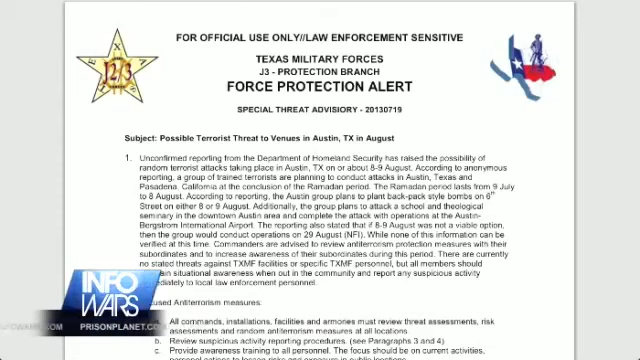 FOR OFFICIAL USE ONLY//LAW ENFORCEMENT SENSITIVE
TEXAS MILITARY FORCES
J3 - PROTECTION BRANCH
FORCE PROTECTION ALERT
SPECIAL THREAT ADVISIORY - 20130719
TEXAS
J2/3
Subject: Possible Terrorist Threat to Venues in Austin, TX in August
1. Unconfirmed reporting from the Department of Homeland Security has raised the possibility of
random terrorist attacks taking place in Austin, TX on or about 8-9 August. According to anonymous
reporting, a group of trained terrorists are planning to conduct attacks in Austin, Texas and
Pasadena. California at the conclusion of the Ramadan period. The Ramadan period lasts from 9 July
to 8 August. According to reporting, the Austin group plans to plant back-pack style bombs on 6th
Street on either 8 or 9 August. Additionally, the group plans to attack a school and theological
seminary in the downtown Austin area and complete the attack with operations at the Austin-
Bergstrom International Airport. The reporting also stated that if 8-9 August was not a viable option,
then the group would conduct operations on 29 August (NFI). While none of this information can be
verified at this time. Commanders are advised to review antiterrorism protection measures with their
subordinates and to increase awareness of their subordinates during this period. There are currently
no stated threats against TXMF facilities or specific TXMF personnel, but all members should
tain situational awareness when out in the community and report any suspicious activity
mediately to local law enforcement personnel.
cused Antiterrorism measures:
a. All commands, installations, facilities and armories must review threat assessments, risk
assessments and random antiterrorism measures at all locations.
b. Review suspicious activity reporting procedures. (see Paragraphs 3 and 4)
c. Provide awareness training to all personnel. The focus should be on current activities,
INFO
WARS
NFOWARS.COM PRISONPLANET.COM